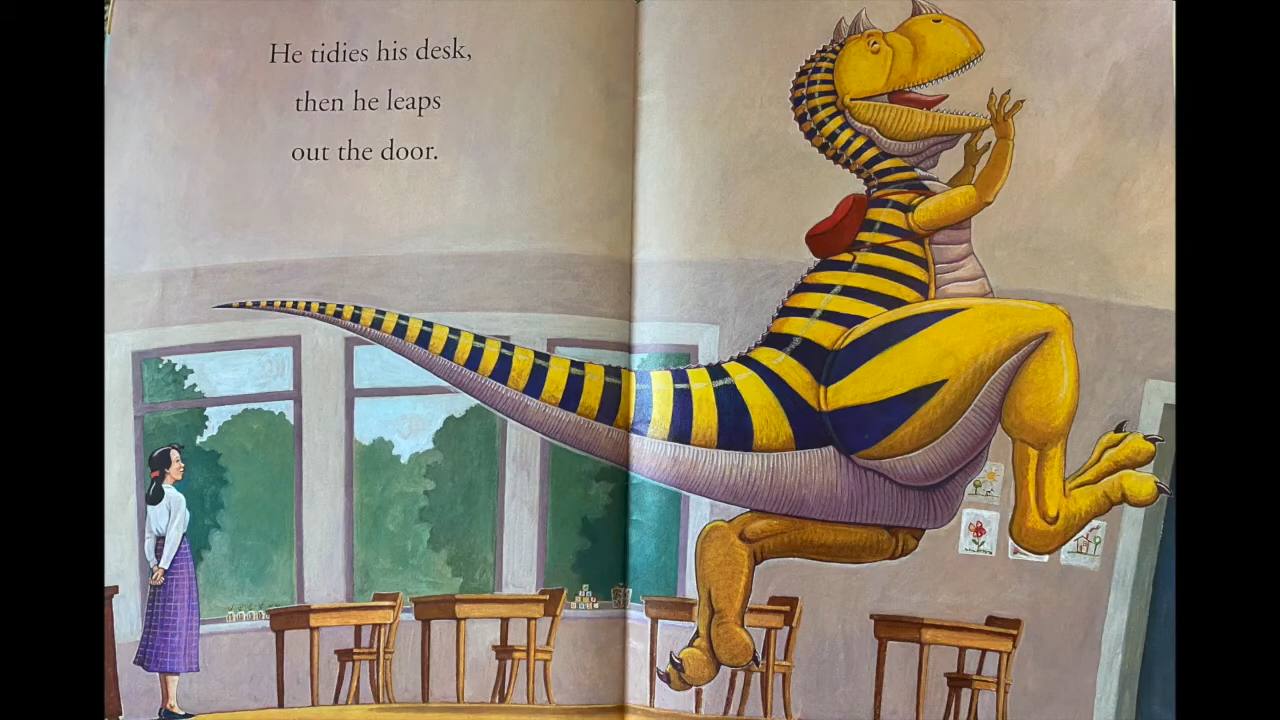 He tidies his desk,
then he leaps
out the door.